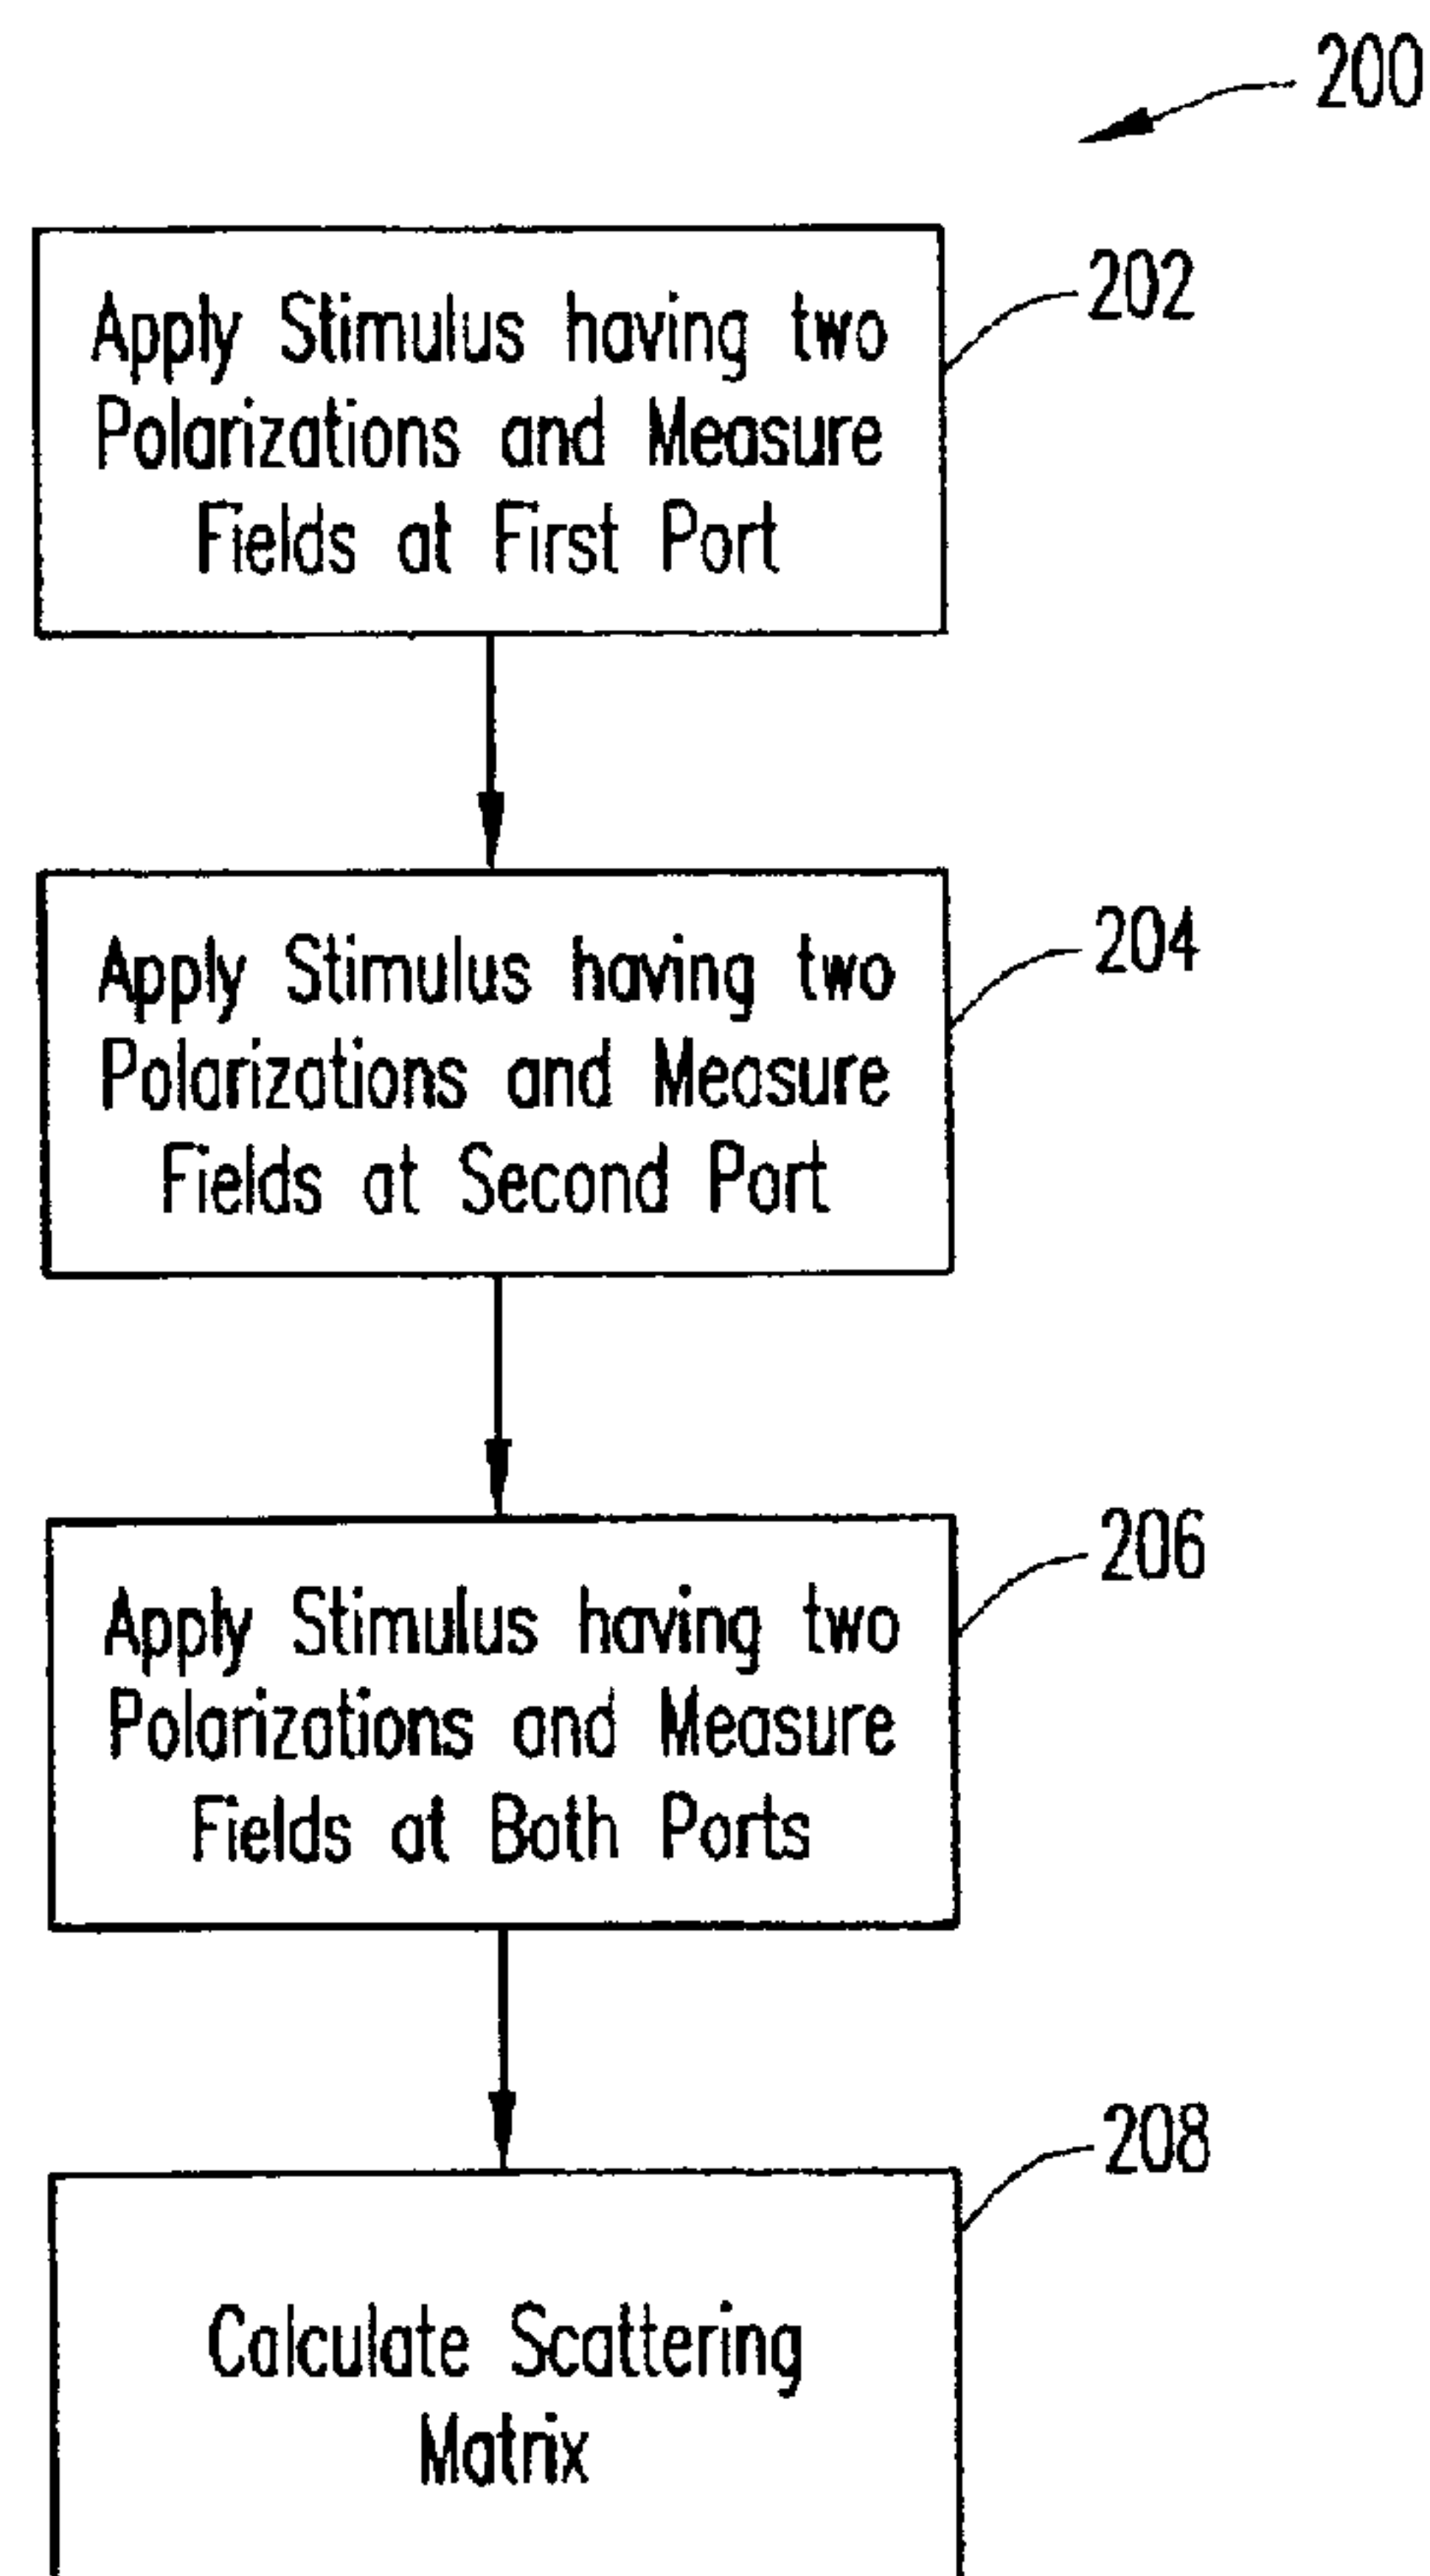 200
Apply Stimulus having two
Polarizations and Measure
Fields at First Port
202
Apply Stimulus having two
Polarizations and Measure
Fields at Second Port
204
Apply Stimulus having two
Polarizations and Measure
Fields at Both Ports
206
Calculate Scattering
Matrix
208